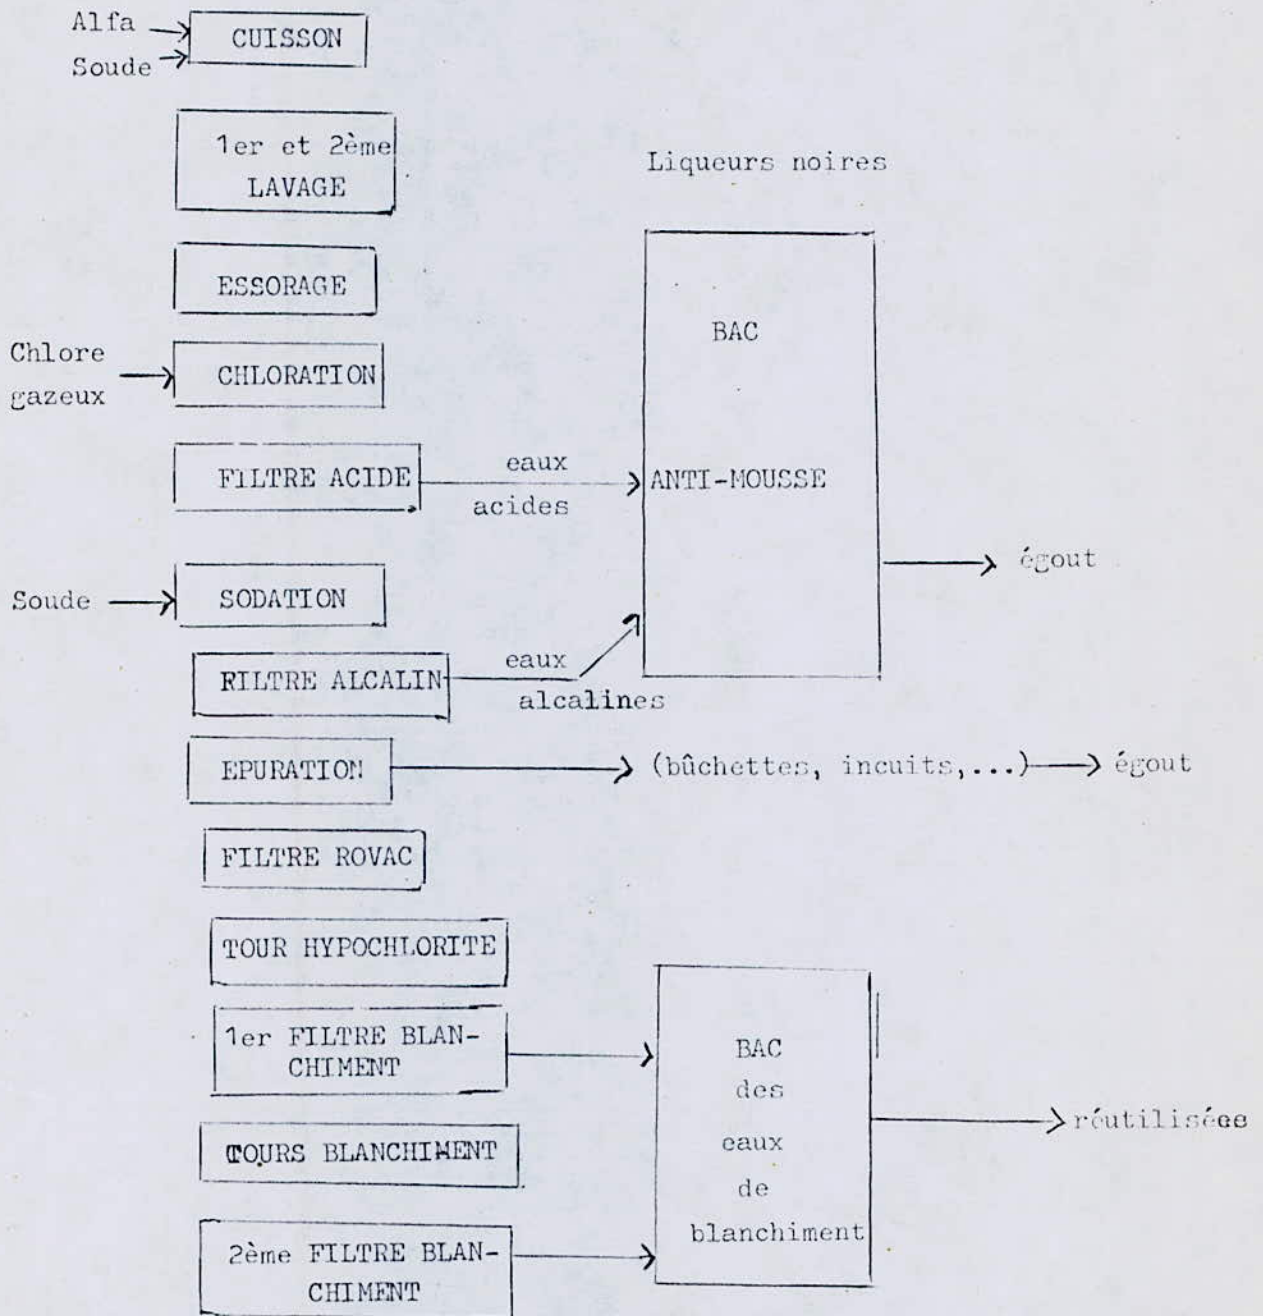 Alfa
Soude
CUISSON
1er et 2ème
LAVAGE
Liqueurs noires
ESSORAGE
BAC
ANTI-MOUSSE
Chlore
gazeux
CHLORATION
FILTRE ACIDE
eaux
acides
égout
Soude
SODATION
FILTRE ALCALIN
eaux
alcalines
EPURATION
(bûchettes, incuits,...)
égout
FILTRE ROVAC
TOUR HYPOCHLORITE
1er FILTRE BLAN-
CHIMENT
BAC
des
eaux
de
blanchiment
réutilisées
TOURS BLANCHIMENT
2ème FILTRE BLAN-
CHIMENT